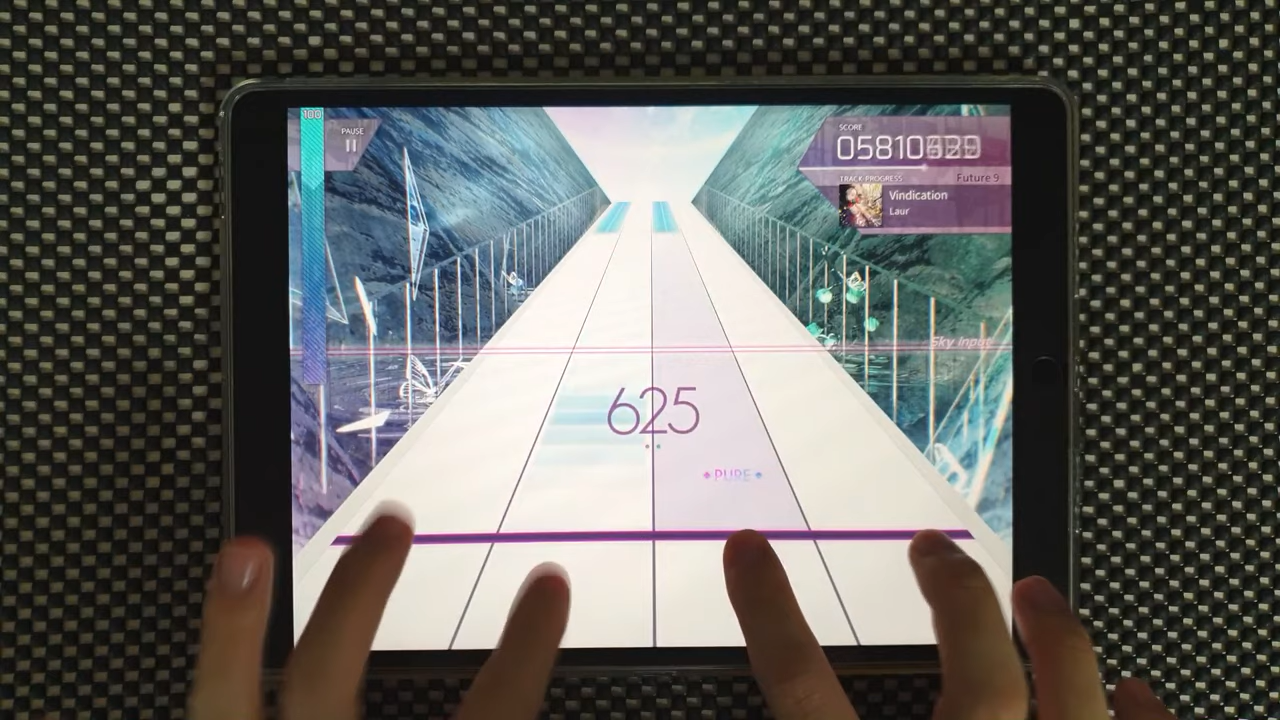 100
PAUSE
SCORE
TRACK PROGRESS
Future 9
Vindication
Laur
Sky Input
625
PURE